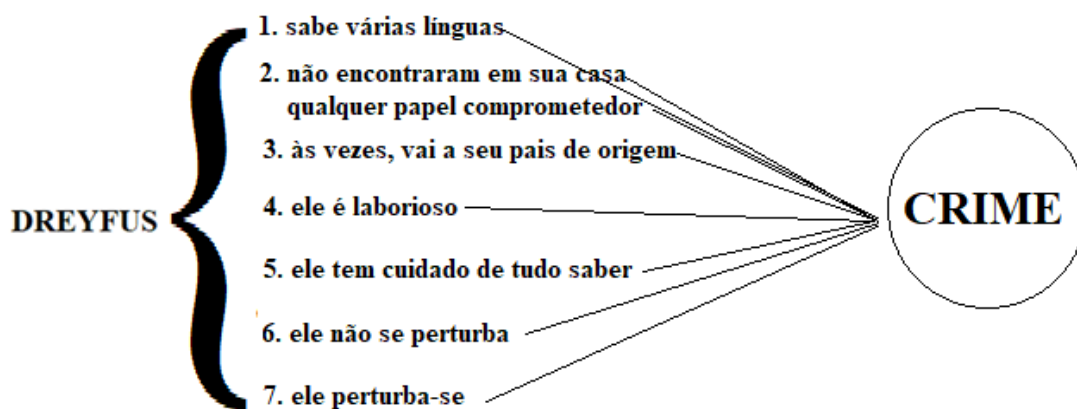 1. sabe várias línguas
2. não encontraram em sua casa
qualquer papel comprometedor
3. às vezes, vai a seu pais de origem
4. ele é laborioso
DREYFUS
CRIME
5. ele tem cuidado de tudo saber
6. ele não se perturba
7. ele perturba-se